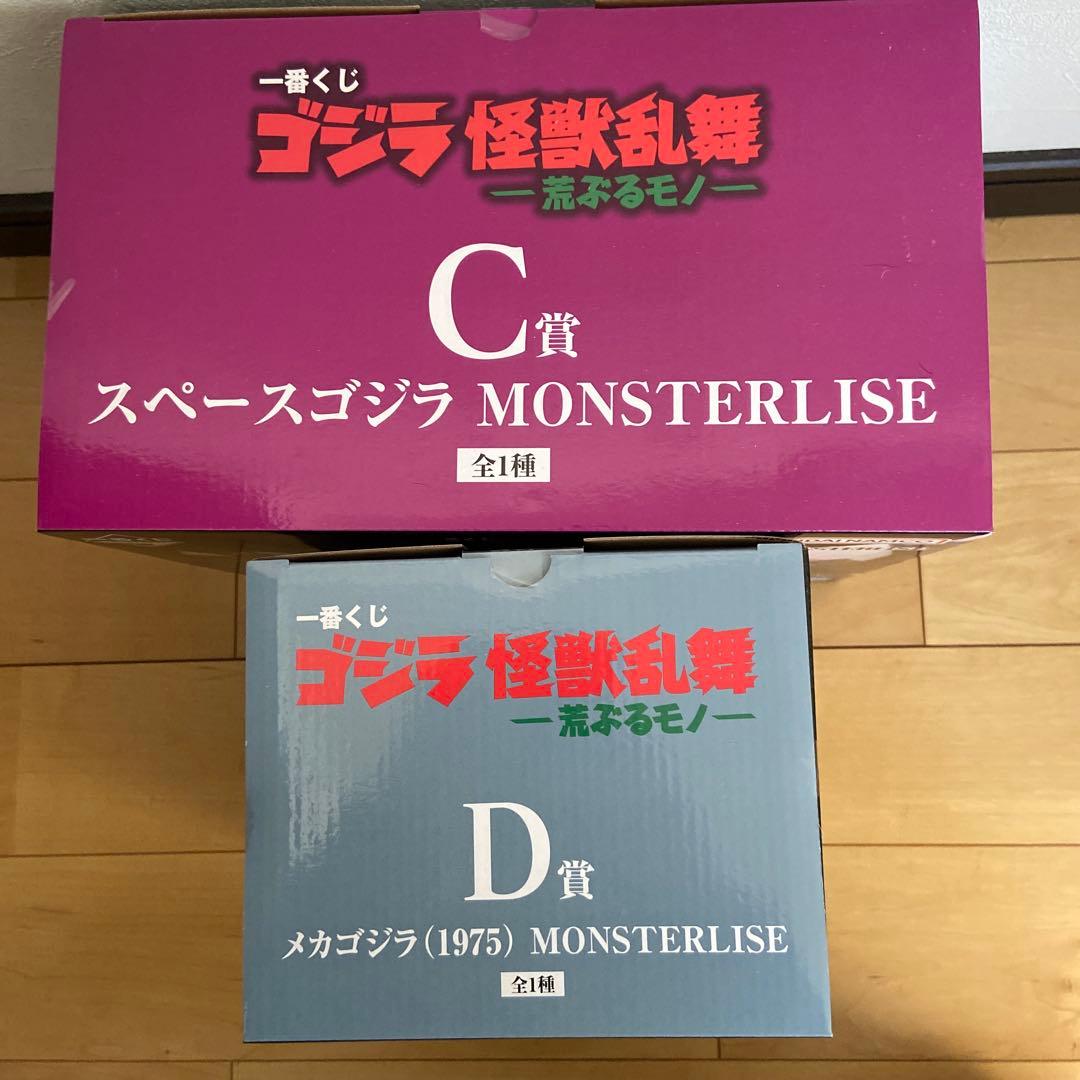 一番くじ
ゴジラ 怪獣乱舞
―荒ぶるモノ―
C賞
スペースゴジラ MONSTERLISE
全1種
一番くじ
ゴジラ 怪獣乱舞
―荒ぶるモノ―
D賞
メカゴジラ(1975) MONSTERLISE
全1種